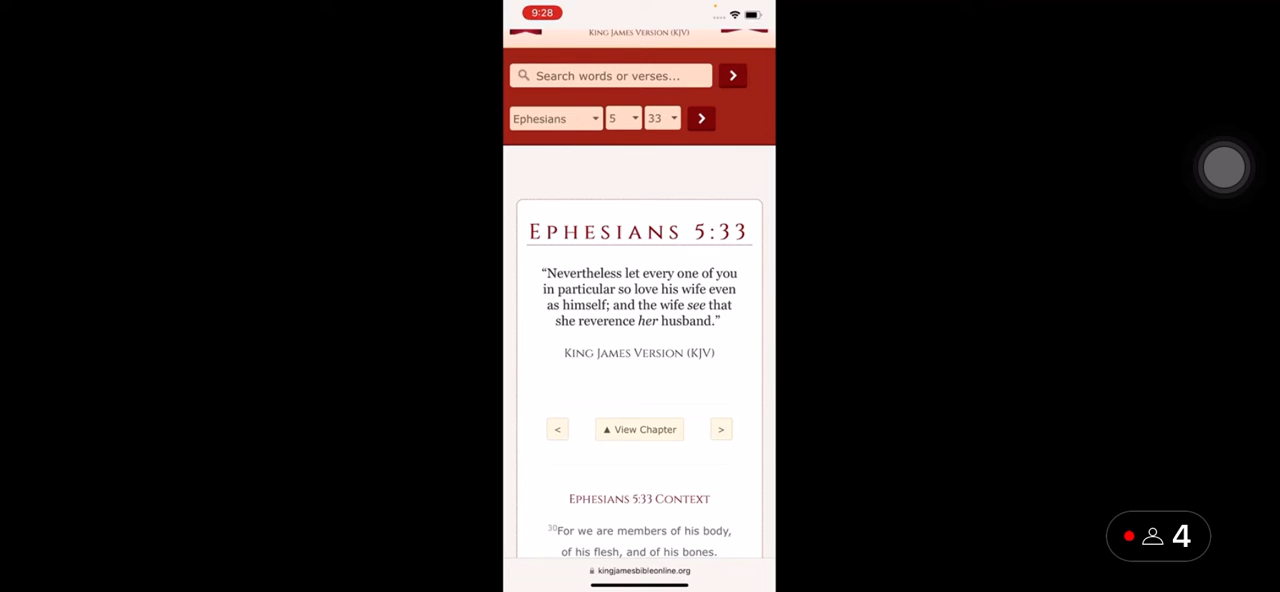 9:28
KING JAMES VERSION (KJV)
Search words or verses...
Ephesians 5 33
EPHESIANS 5:33
“Nevertheless let every one of you
in particular so love his wife even
as himself; and the wife see that
she reverence her husband.”
KING JAMES VERSION (KJV)
< ▲ View Chapter >
EPHESIANS 5:33 CONTEXT
30For we are members of his body,
of his flesh, and of his bones.
kingjamesbibleonline.org
4